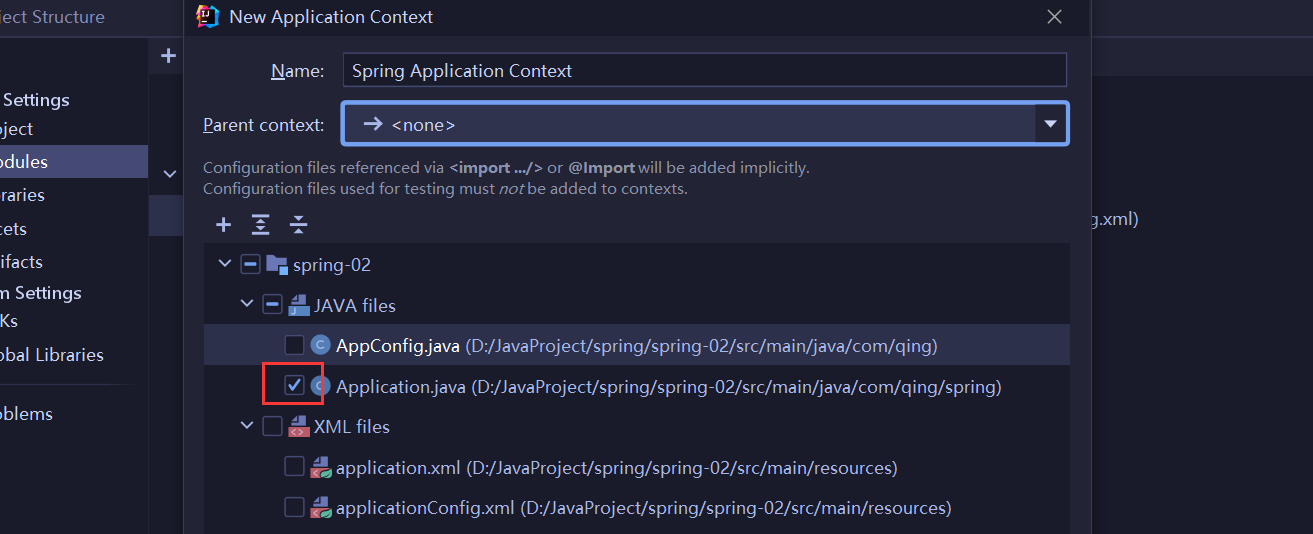 ject Structure
New Application Context
Name:
Spring Application Context
Settings
oject
Parent context:
<none>
odules
Configuration files referenced via <import .../> or @Import will be added implicitly.
Configuration files used for testing must not be added to contexts.
raries
cets
g.xml)
ifacts
spring-02
m Settings
JAVA files
Ks
AppConfig.java (D:/JavaProject/spring/spring-02/src/main/java/com/qing)
obal Libraries
Application.java (D:/JavaProject/spring/spring-02/src/main/java/com/qing/spring)
oblems
XML files
application.xml (D:/JavaProject/spring/spring-02/src/main/resources)
applicationConfig.xml (D:/JavaProject/spring/spring-02/src/main/resources)